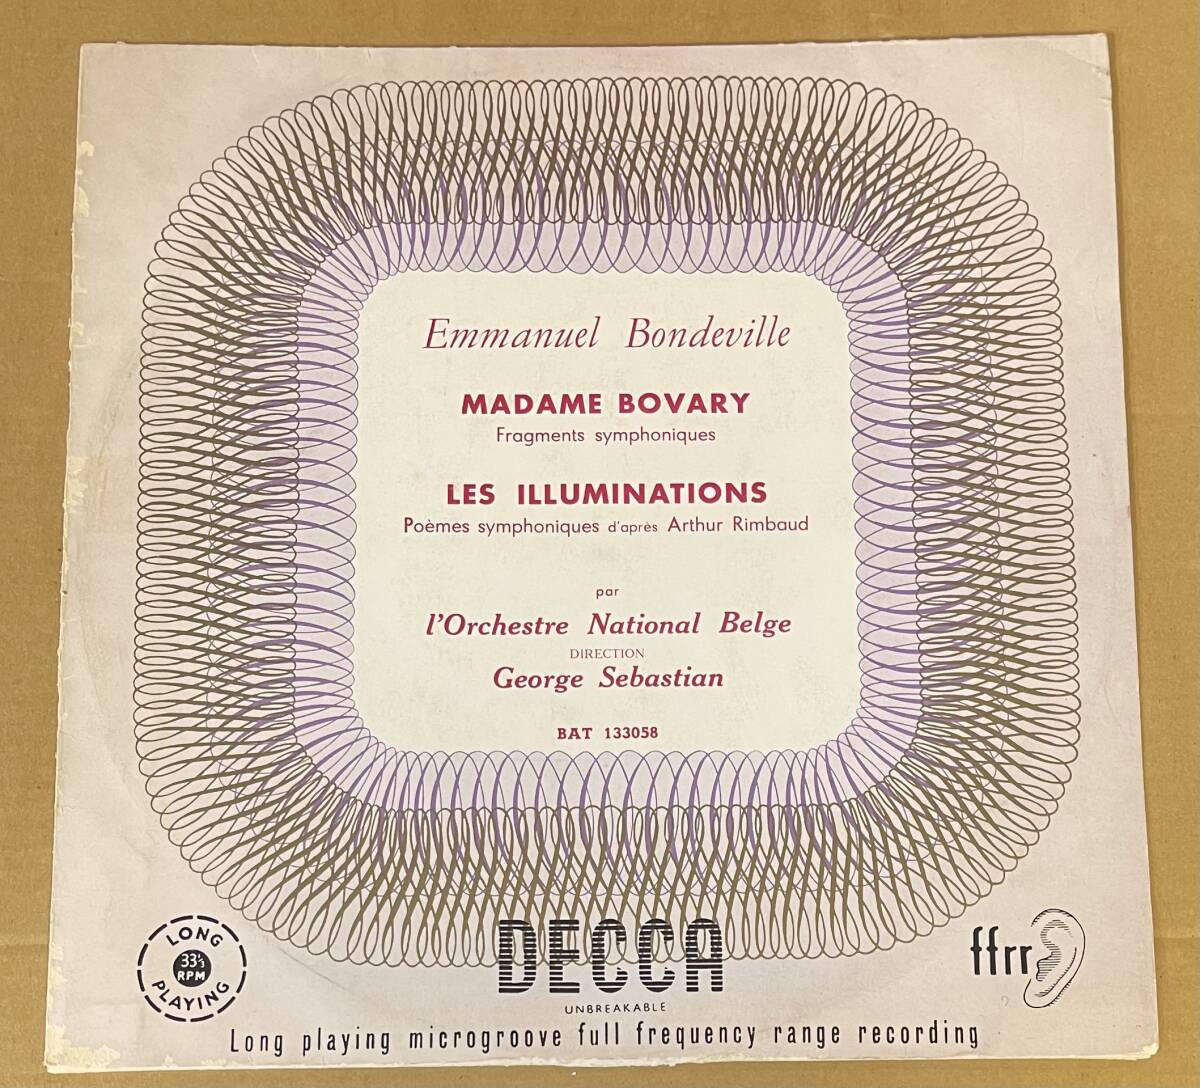 Emmanuel Bondeville
MADAME BOVARY
Fragments symphoniques
LES ILLUMINATIONS
Poèmes symphoniques d'après Arthur Rimbaud
par
l'Orchestre National Belge
DIRECTION
George Sebastian
BAT 133058
LONG
33⅓
RPM
PLAYING
DECCA
UNBREAKABLE
ffrr
Long playing microgroove full frequency range recording